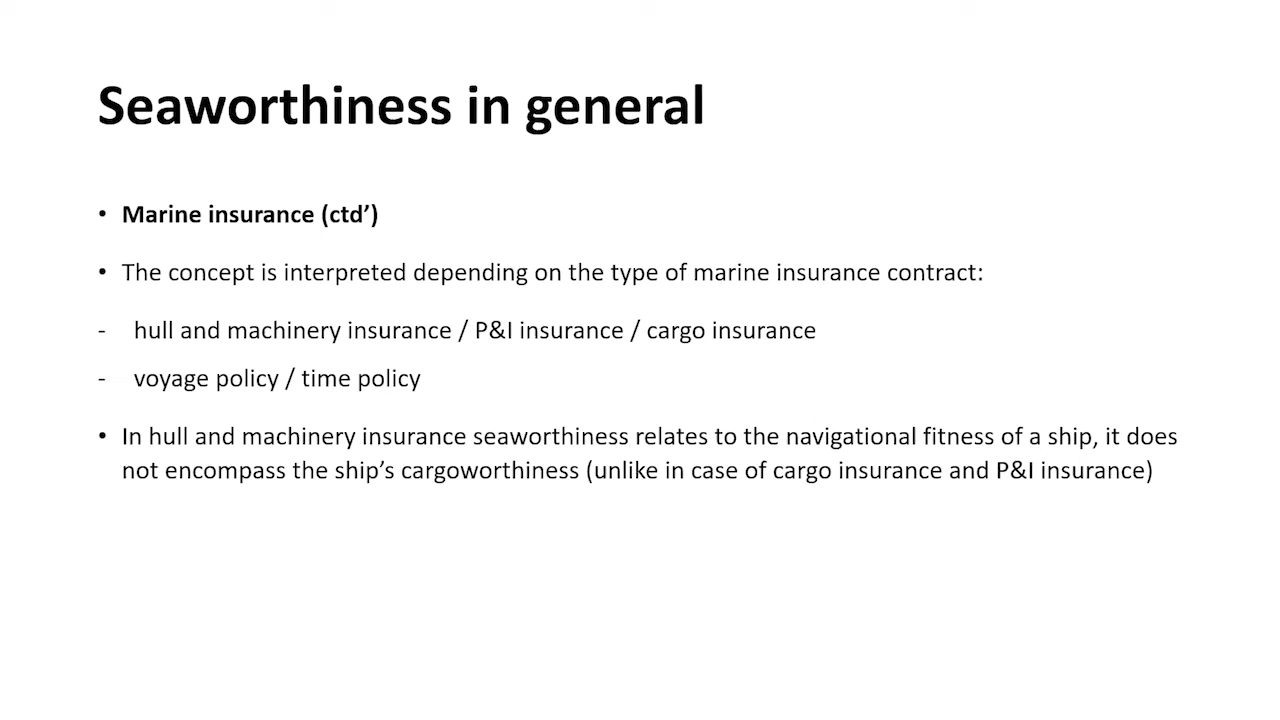 Seaworthiness in general
• Marine insurance (ctd’)
• The concept is interpreted depending on the type of marine insurance contract:
- hull and machinery insurance / P&I insurance / cargo insurance
- voyage policy / time policy
• In hull and machinery insurance seaworthiness relates to the navigational fitness of a ship, it does
not encompass the ship’s cargoworthiness (unlike in case of cargo insurance and P&I insurance)